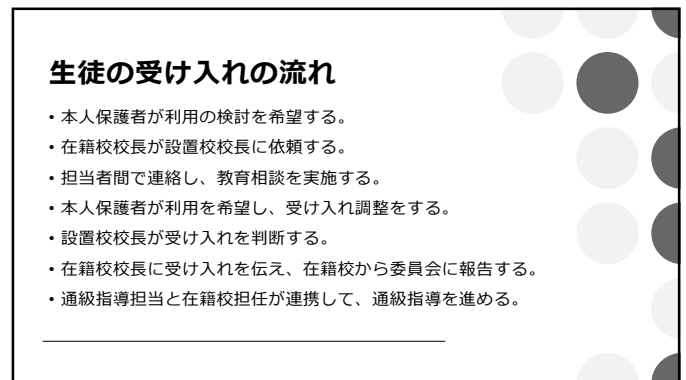 生徒の受け入れの流れ
• 本人保護者が利用の検討を希望する。
• 在籍校校長が設置校校長に依頼する。
• 担当者間で連絡し、教育相談を実施する。
• 本人保護者が利用を希望し、受け入れ調整をする。
• 設置校校長が受け入れを判断する。
• 在籍校校長に受け入れを伝え、在籍校から委員会に報告する。
• 通級指導担当と在籍校担任が連携して、通級指導を進める。